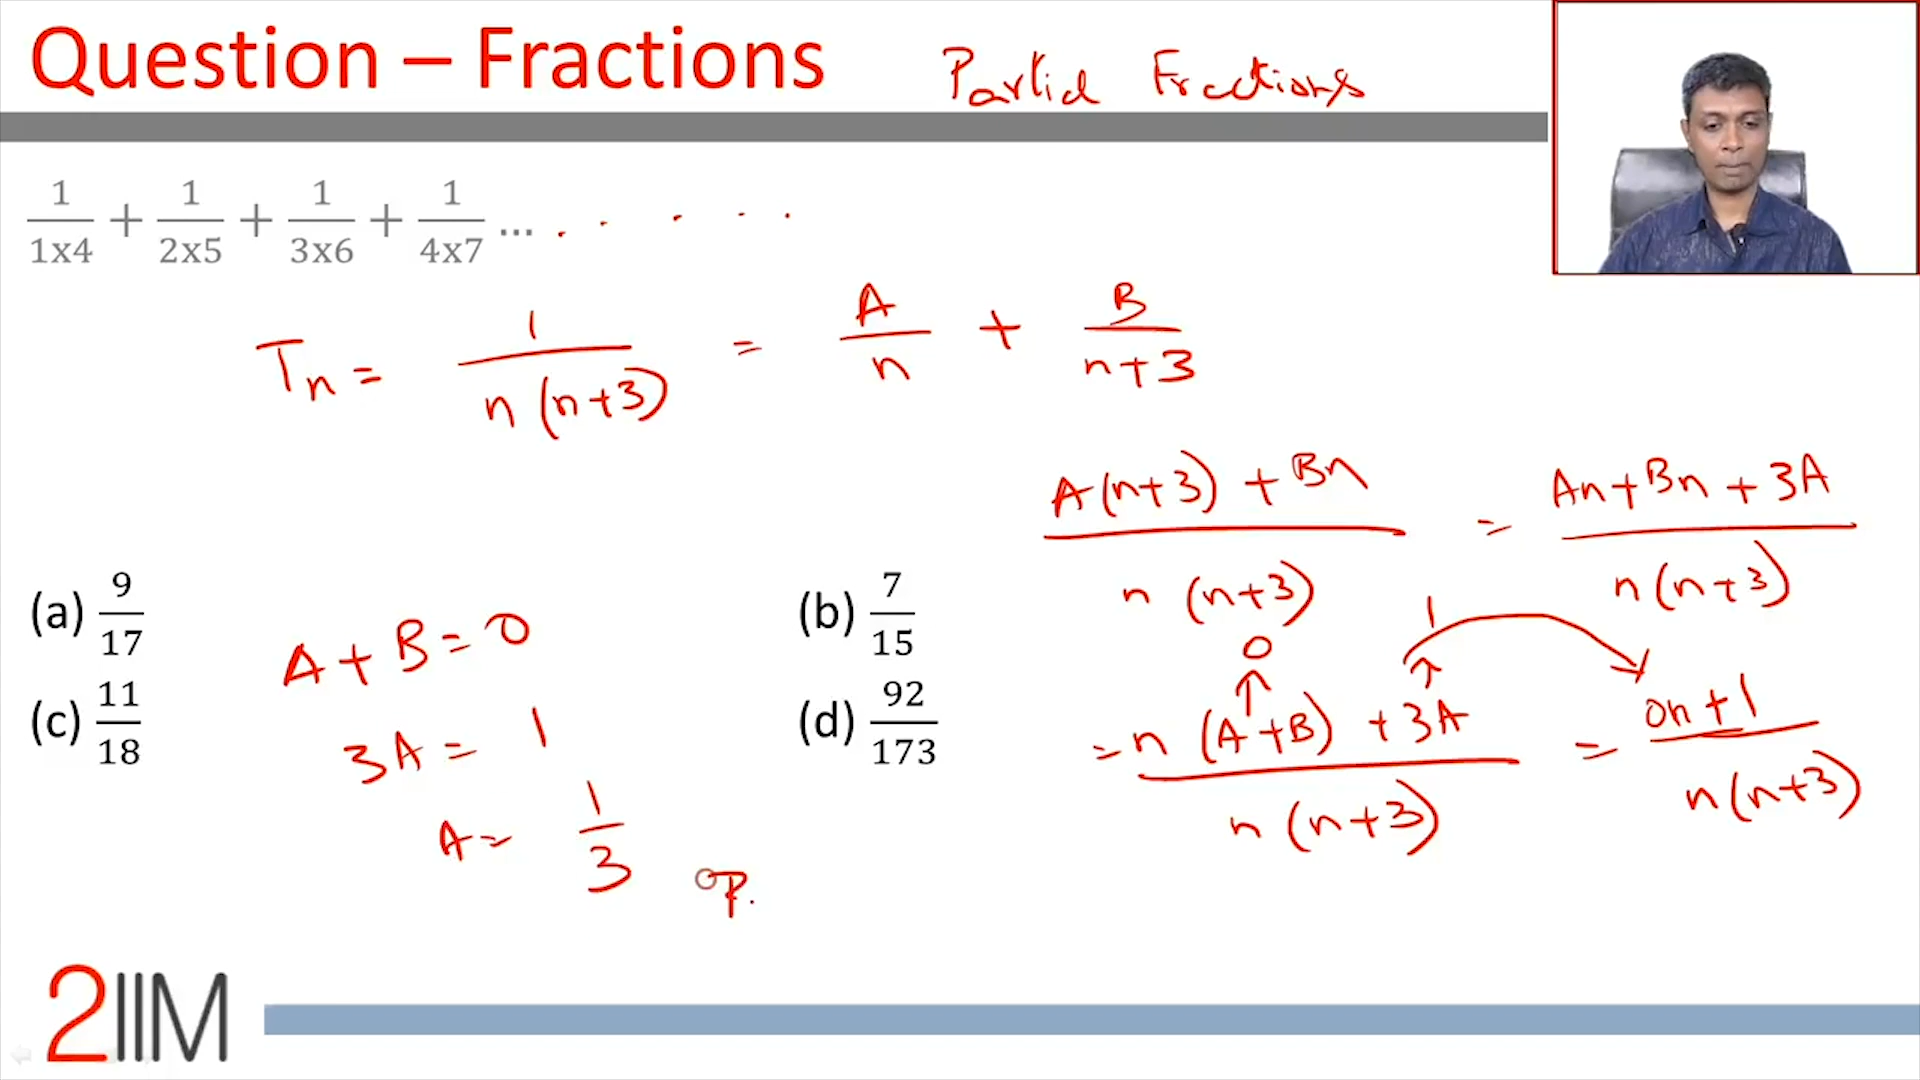 Question – Fractions
Partial Fractions
1/1x4 + 1/2x5 + 1/3x6 + 1/4x7 ... . . . . .
Tn = 1/n(n+3) = A/n + B/n+3
A(n+3) + Bn / n(n+3) = An+Bn+3A / n(n+3)
0 1
= n(A+B) + 3A / n(n+3) = 0n+1 / n(n+3)
(a) 9/17
(b) 7/15
(c) 11/18
(d) 92/173
A+B=0
3A = 1
A = 1/3
2IIM